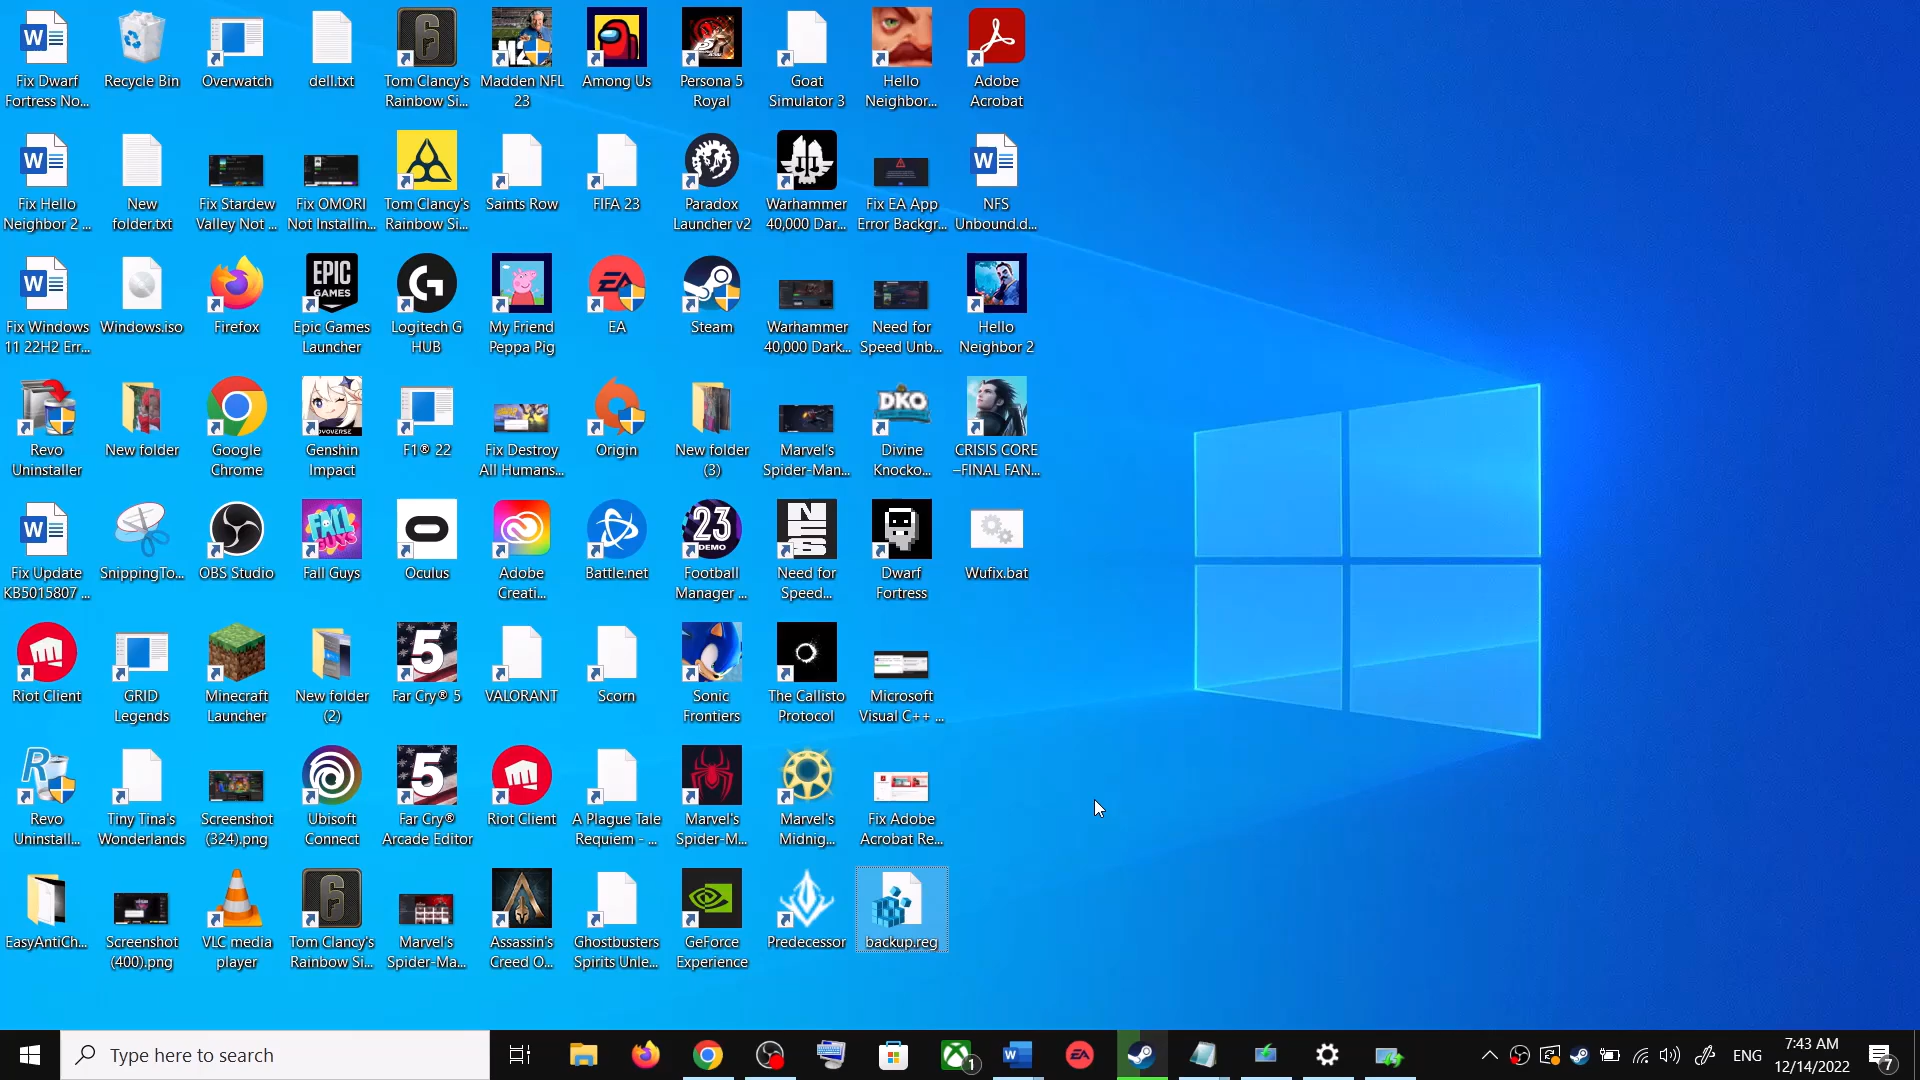 Fix Dwarf
Fortress No...
Recycle Bin
Overwatch
dell.txt
Tom Clancy's
Rainbow Si...
Madden NFL
23
Among Us
Persona 5
Royal
Goat
Simulator 3
Hello
Neighbor...
Adobe
Acrobat
Fix Hello
Neighbor 2 ...
New
folder.txt
Fix Stardew
Valley Not ...
Fix OMORI
Not Installin...
Tom Clancy's
Rainbow Si...
Saints Row
FIFA 23
Paradox
Launcher v2
Warhammer
40,000 Dar...
Fix EA App
Error Backgr...
NFS
Unbound.d...
Fix Windows
11 22H2 Err...
Windows.iso
Firefox
EPIC
GAMES
Epic Games
Launcher
Logitech G
HUB
My Friend
Peppa Pig
EA
Steam
Warhammer
40,000 Dark...
Need for
Speed Unb...
Hello
Neighbor 2
Revo
Uninstaller
New folder
Google
Chrome
Genshin
Impact
F1® 22
Fix Destroy
All Humans...
Origin
New folder
(3)
Marvel's
Spider-Man...
DKO
Divine
Knocko...
CRISIS CORE
–FINAL FAN...
Fix Update
KB5015807 ...
SnippingTo...
OBS Studio
FALL
GUYS
Fall Guys
Oculus
Adobe
Creati...
Battle.net
23
DEMO
Football
Manager ...
Need for
Speed...
Dwarf
Fortress
Wufix.bat
Riot Client
GRID
Legends
Minecraft
Launcher
New folder
(2)
5
Far Cry® 5
VALORANT
Scorn
Sonic
Frontiers
The Callisto
Protocol
Microsoft
Visual C++ ...
Revo
Uninstall...
Tiny Tina's
Wonderlands
Screenshot
(324).png
Ubisoft
Connect
5
Far Cry®
Arcade Editor
Riot Client
A Plague Tale
Requiem - ...
Marvel's
Spider-M...
Marvel's
Midnig...
Fix Adobe
Acrobat Re...
EasyAntiCh...
Screenshot
(400).png
VLC media
player
Tom Clancy's
Rainbow Si...
Marvel's
Spider-Ma...
Assassin's
Creed O...
Ghostbusters
Spirits Unle...
GeForce
Experience
Predecessor
backup.reg
Type here to search
1
ENG
7:43 AM
12/14/2022
7